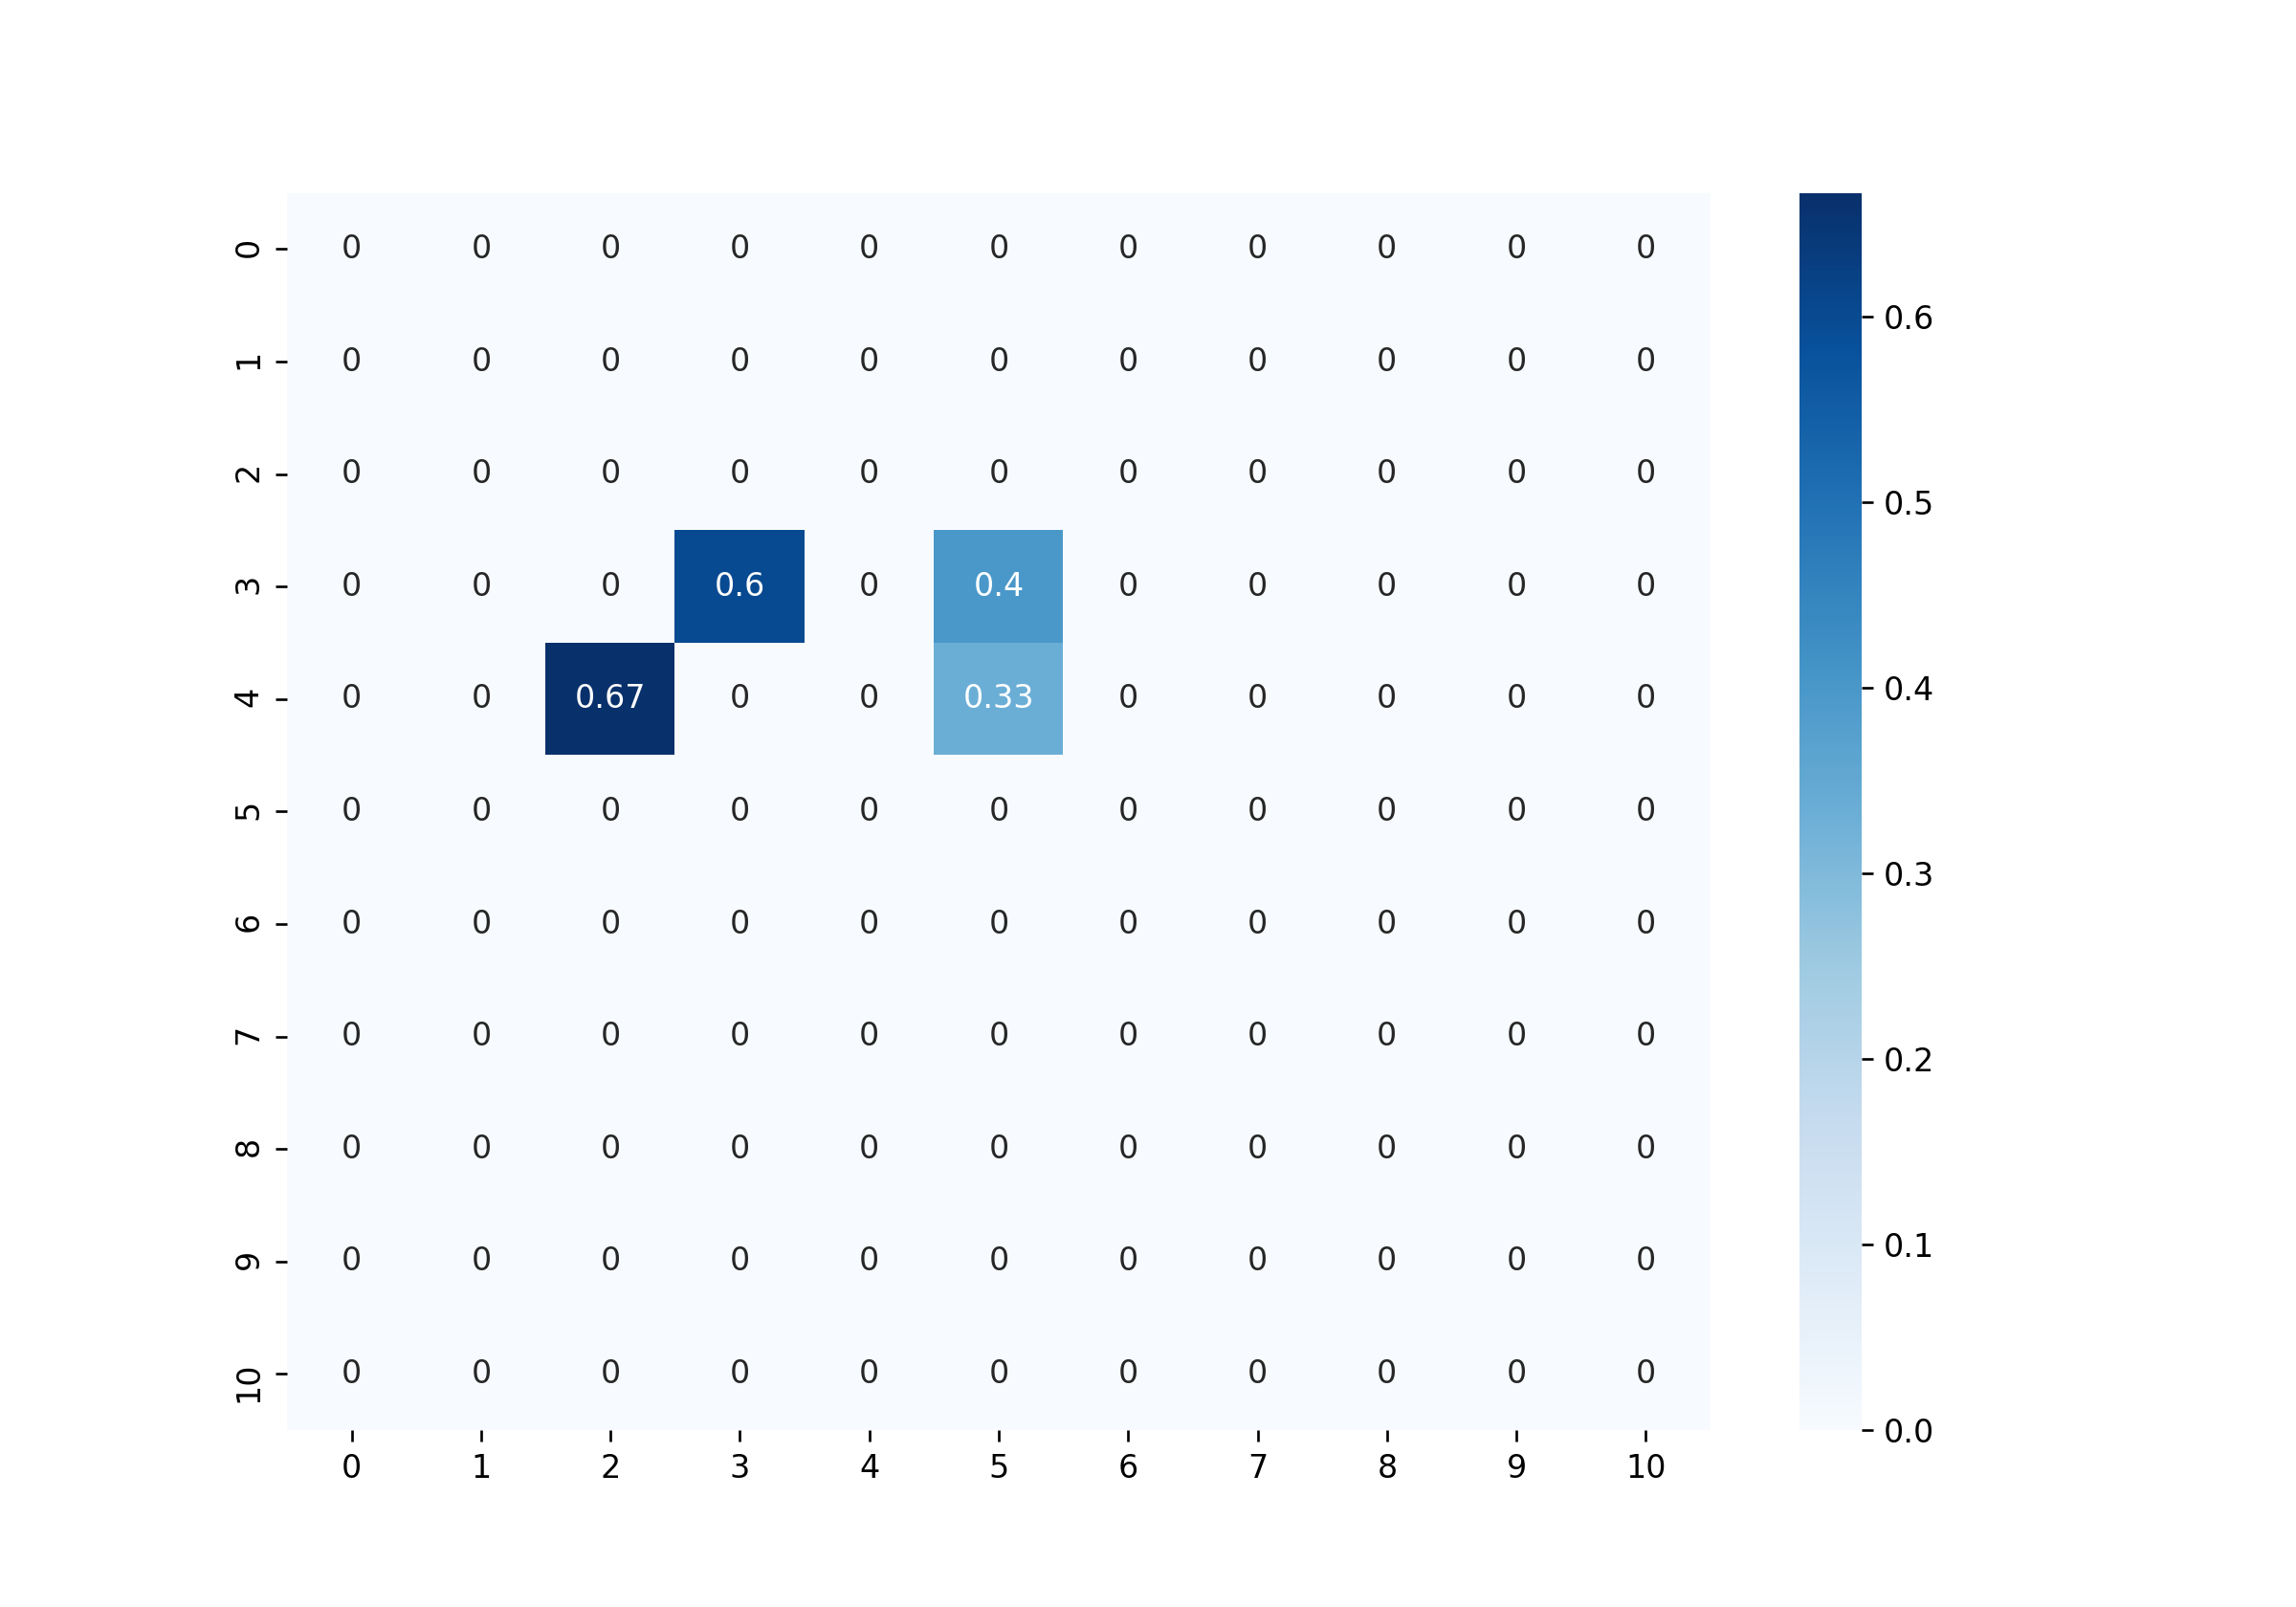 0 0 0 0 0 0 0 0 0 0 0 0
1 0 0 0 0 0 0 0 0 0 0 0
2 0 0 0 0 0 0 0 0 0 0 0
3 0 0 0 0.6 0 0.4 0 0 0 0 0
4 0 0 0.67 0 0 0.33 0 0 0 0 0
5 0 0 0 0 0 0 0 0 0 0 0
6 0 0 0 0 0 0 0 0 0 0 0
7 0 0 0 0 0 0 0 0 0 0 0
8 0 0 0 0 0 0 0 0 0 0 0
9 0 0 0 0 0 0 0 0 0 0 0
10 0 0 0 0 0 0 0 0 0 0 0
0 1 2 3 4 5 6 7 8 9 10
0.6
0.5
0.4
0.3
0.2
0.1
0.0